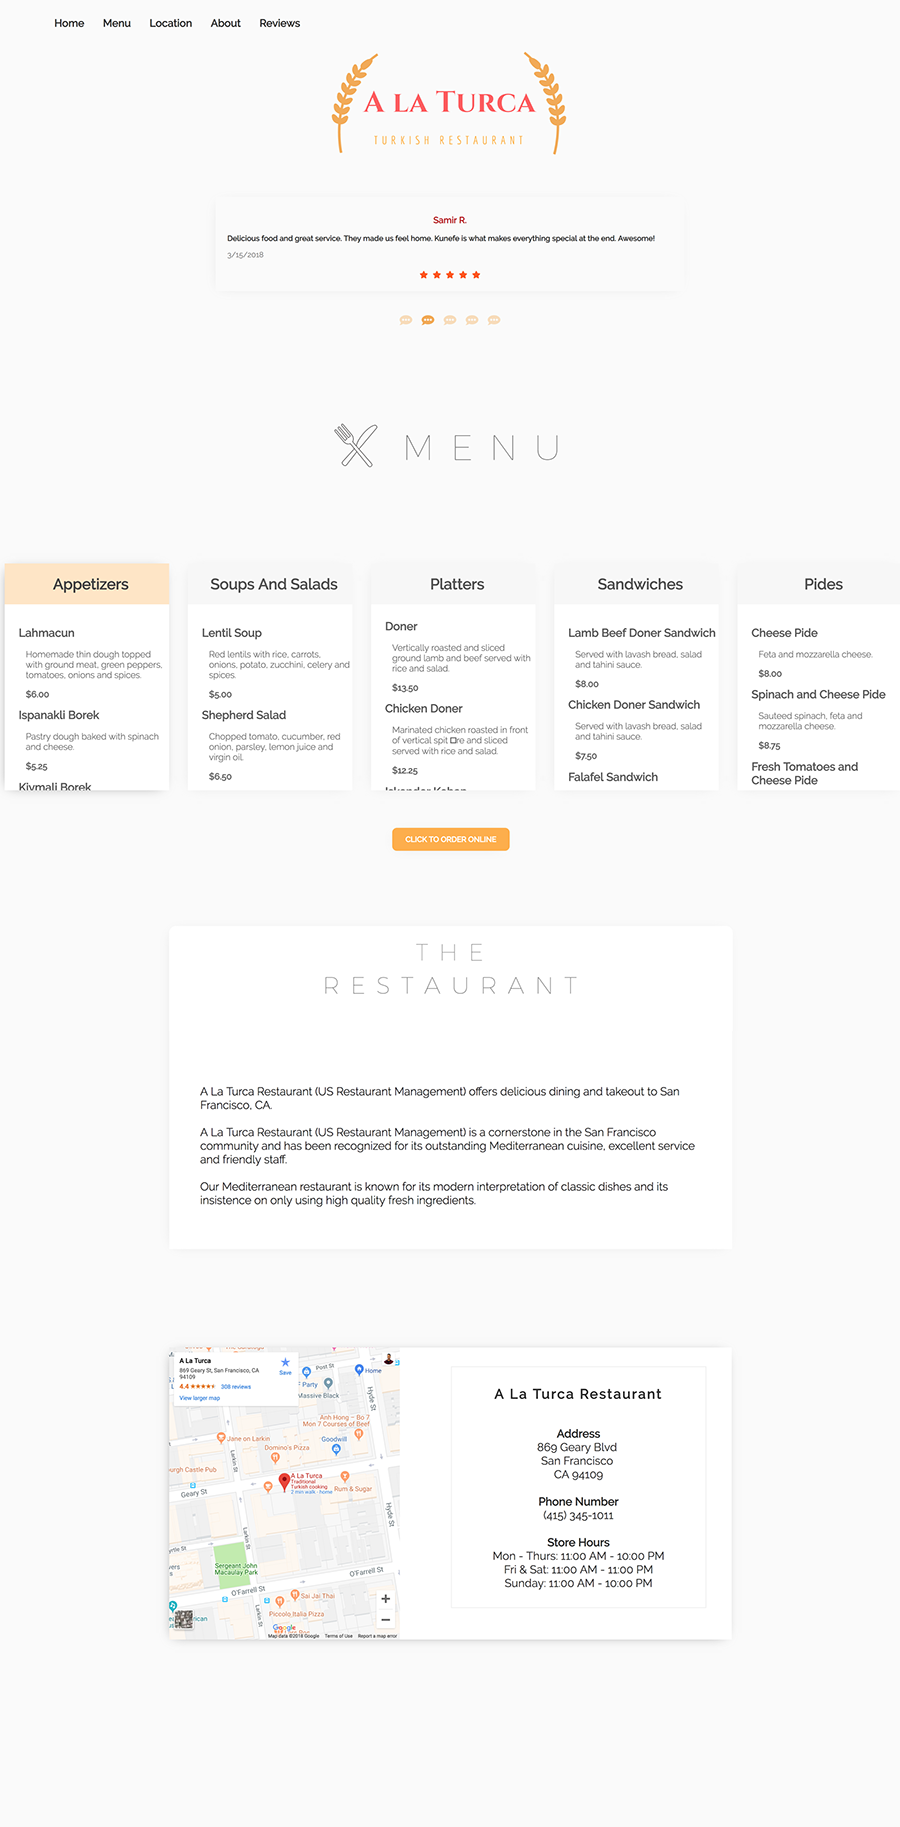 Home Menu Location About Reviews
A LA TURCA
TURKISH RESTAURANT
Samir R.
Delicious food and great service. They made us feel home. Kunefe is what makes everything special at the end. Awesome!
3/15/2018
MENU
Appetizers
Lahmacun
Homemade thin dough topped
with ground meat, green peppers,
tomatoes, onions and spices.
$6.00
Ispanakli Borek
Pastry dough baked with spinach
and cheese.
$5.25
Kiymali Borek
Soups And Salads
Lentil Soup
Red lentils with rice, carrots,
onions, potato, zucchini, celery and
spices.
$5.00
Shepherd Salad
Chopped tomato, cucumber, red
onion, parsley, lemon juice and
virgin oil.
$6.50
Platters
Doner
Vertically roasted and sliced
ground lamb and beef served with
rice and salad.
$13.50
Chicken Doner
Marinated chicken roasted in front
of vertical spit □re and sliced
served with rice and salad.
$12.25
Iskender Kebap
Sandwiches
Lamb Beef Doner Sandwich
Served with lavash bread, salad
and tahini sauce.
$8.00
Chicken Doner Sandwich
Served with lavash bread, salad
and tahini sauce.
$7.50
Falafel Sandwich
Pides
Cheese Pide
Feta and mozzarella cheese.
$8.00
Spinach and Cheese Pide
Sauteed spinach, feta and
mozzarella cheese.
$8.75
Fresh Tomatoes and
Cheese Pide
CLICK TO ORDER ONLINE
THE
RESTAURANT
A La Turca Restaurant (US Restaurant Management) offers delicious dining and takeout to San
Francisco, CA.
A La Turca Restaurant (US Restaurant Management) is a cornerstone in the San Francisco
community and has been recognized for its outstanding Mediterranean cuisine, excellent service
and friendly staff.
Our Mediterranean restaurant is known for its modern interpretation of classic dishes and its
insistence on only using high quality fresh ingredients.
A La Turca
869 Geary St, San Francisco, CA
94109
4.4 308 reviews
View larger map
Save
Post St
Home
Party
Massive Black
Hyde St
Anh Hong – Bo 7
Mon 7 Courses of Beef
Jane on Larkin
Goodwill
Domino's Pizza
Larkin St
urgh Castle Pub
A La Turca
Traditional
Turkish cooking
2 min walk · home
Rum & Sugar
Geary St
Hyde St
Larkin St
Myrtle St
Sergeant John
Macaulay Park
O'Farrell St
O'Farrell St
Sai Jai Thai
Piccolo Italia Pizza
Google
Map data ©2018 Google Terms of Use Report a map error
A La Turca Restaurant
Address
869 Geary Blvd
San Francisco
CA 94109
Phone Number
(415) 345-1011
Store Hours
Mon - Thurs: 11:00 AM - 10:00 PM
Fri & Sat: 11:00 AM - 11:00 PM
Sunday: 11:00 AM - 10:00 PM